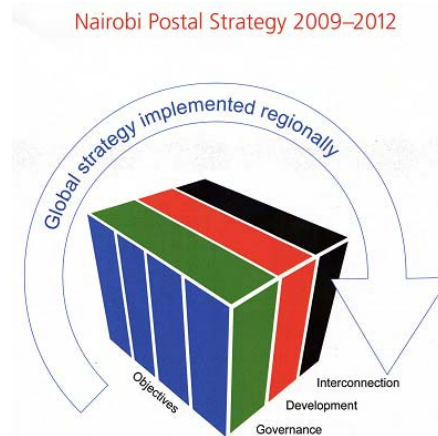 Nairobi Postal Strategy 2009–2012
Global strategy implemented regionally
Objectives
Interconnection
Development
Governance